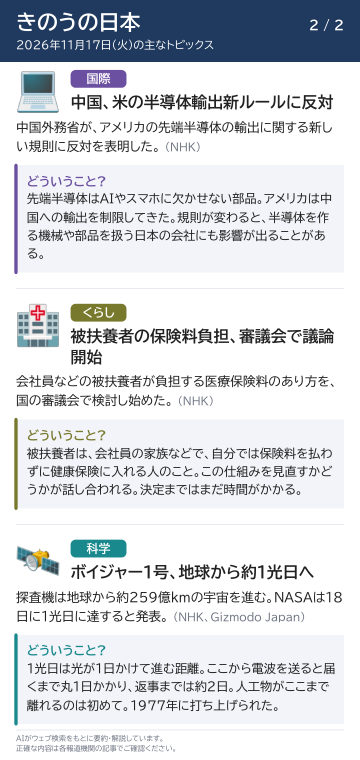 きのうの日本
2 / 2
2026年11月17日(火)の主なトピックス
国際
中国、米の半導体輸出新ルールに反対
中国外務省が、アメリカの先端半導体の輸出に関する新し
い規則に反対を表明した。（NHK）
どういうこと？
先端半導体はAIやスマホに欠かせない部品。アメリカは中
国への輸出を制限してきた。規則が変わると、半導体を作
る機械や部品を扱う日本の会社にも影響が出ることがあ
る。
くらし
被扶養者の保険料負担、審議会で議論
開始
会社員などの被扶養者が負担する医療保険料のあり方を、
国の審議会で検討し始めた。（NHK）
どういうこと？
被扶養者は、会社員の家族などで、自分では保険料を払わ
ずに健康保険に入れる人のこと。この仕組みを見直すかど
うかが話し合われる。決定まではまだ時間がかかる。
科学
ボイジャー1号、地球から約1光日へ
探査機は地球から約259億kmの宇宙を進む。NASAは18
日に1光日に達すると発表。（NHK、Gizmodo Japan）
どういうこと？
1光日は光が1日かけて進む距離。ここから電波を送ると届
くまで丸1日かかり、返事までは約2日。人工物がここまで
離れるのは初めて。1977年に打ち上げられた。
AIがウェブ検索をもとに要約・解説しています。
正確な内容は各報道機関の記事でご確認ください。